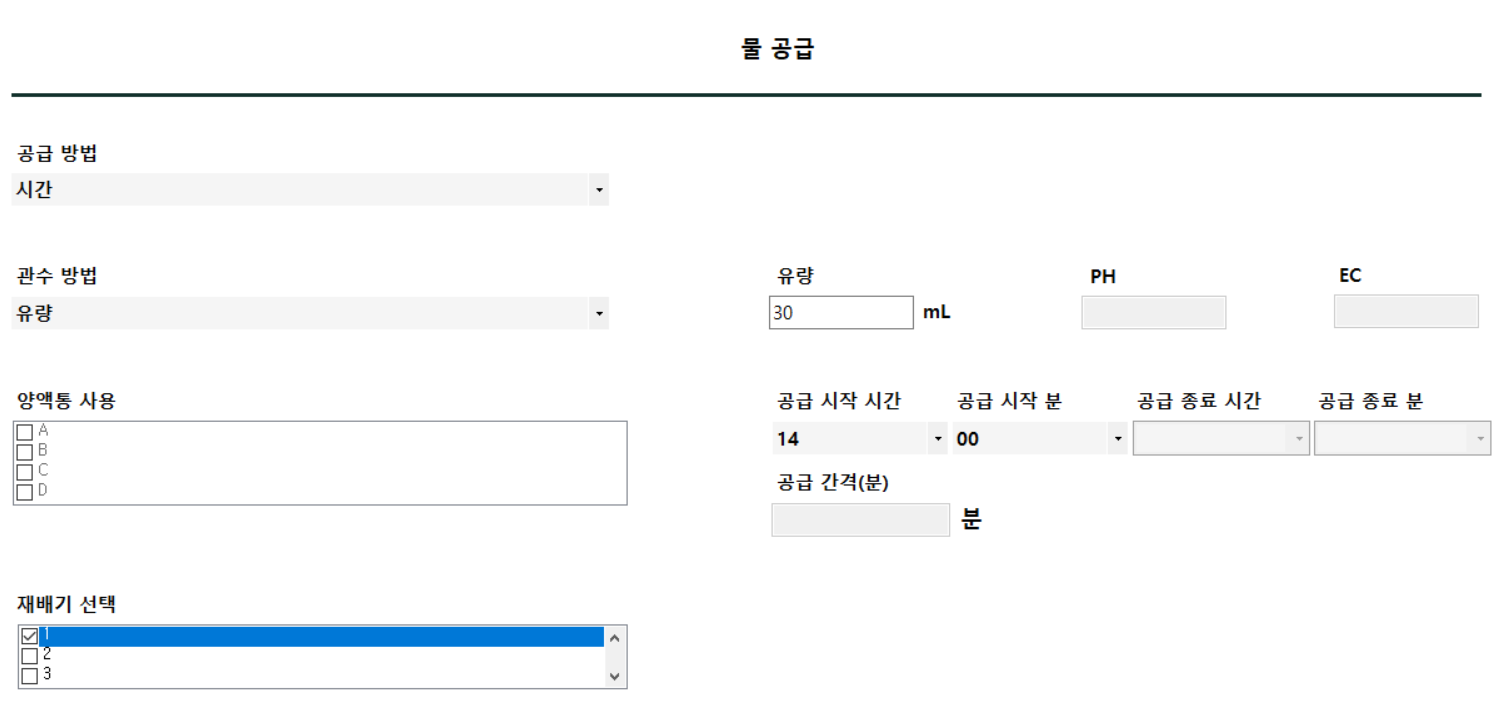 물 공급
공급 방법
시간
관수 방법
유량
유량 PH EC
30 mL
양액통 사용
A
B
C
D
공급 시작 시간 공급 시작 분 공급 종료 시간 공급 종료 분
14 00
공급 간격(분)
분
재배기 선택
1
2
3